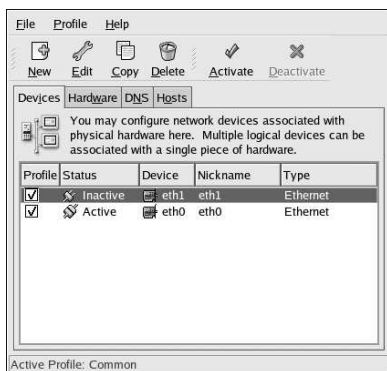 File Profile Help
New Edit Copy Delete Activate Deactivate
Devices Hardware DNS Hosts
You may configure network devices associated with
physical hardware here. Multiple logical devices can be
associated with a single piece of hardware.
Profile Status Device Nickname Type
Inactive eth1 eth1 Ethernet
Active eth0 eth0 Ethernet
Active Profile: Common